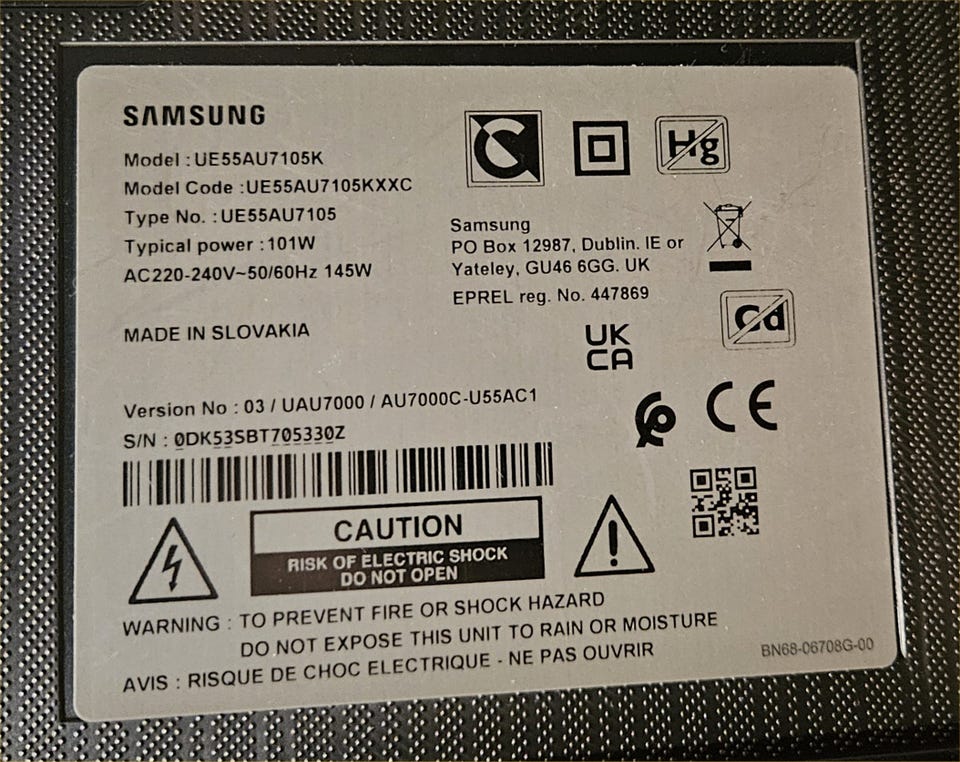 SAMSUNG
Model : UE55AU7105K
Model Code : UE55AU7105KXXC
Type No. : UE55AU7105
Typical power : 101W
AC220-240V~50/60Hz 145W
MADE IN SLOVAKIA
Hg
Samsung
PO Box 12987, Dublin. IE or
Yateley, GU46 6GG. UK
EPREL reg. No. 447869
Cd
UK
CA
CE
Version No : 03 / UAU7000 / AU7000C-U55AC1
S/N : 0DK53SBT705330Z
CAUTION
RISK OF ELECTRIC SHOCK
DO NOT OPEN
WARNING : TO PREVENT FIRE OR SHOCK HAZARD
DO NOT EXPOSE THIS UNIT TO RAIN OR MOISTURE
AVIS : RISQUE DE CHOC ELECTRIQUE - NE PAS OUVRIR
BN68-06708G-00